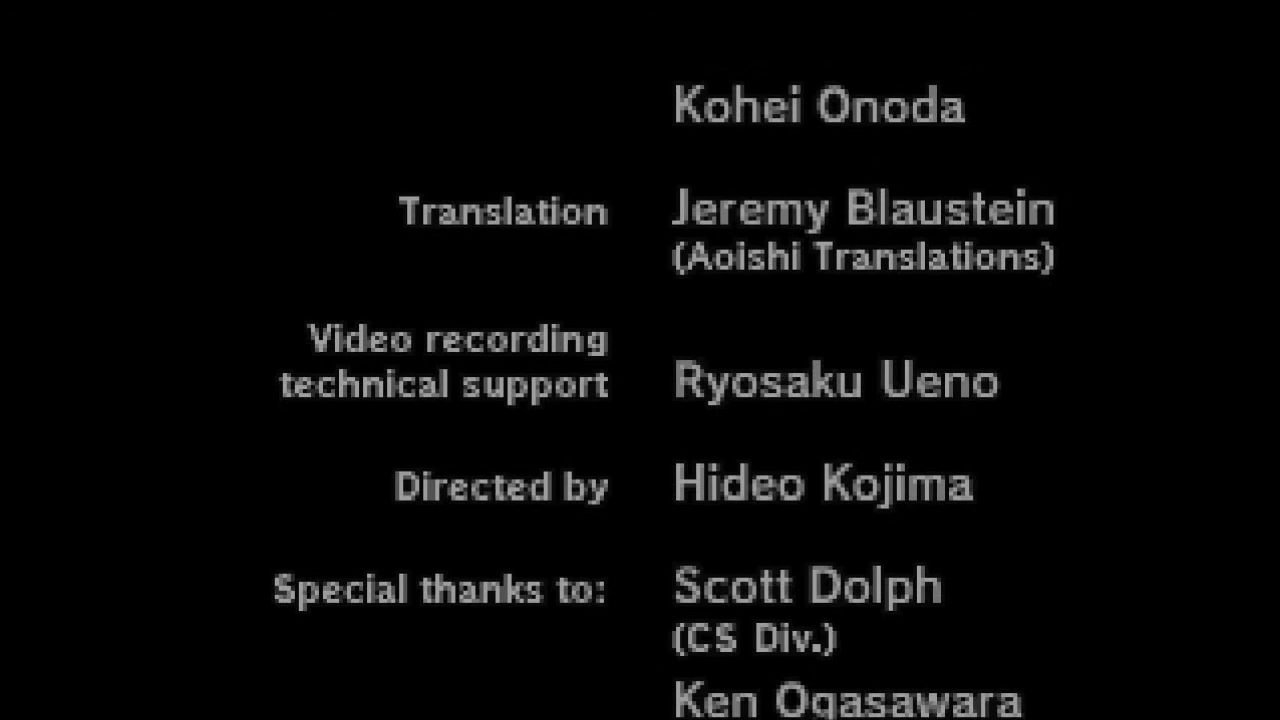 Kohei Onoda
Translation Jeremy Blaustein
(Aoishi Translations)
Video recording
technical support Ryosaku Ueno
Directed by Hideo Kojima
Special thanks to: Scott Dolph
(CS Div.)
Ken Ogasawara